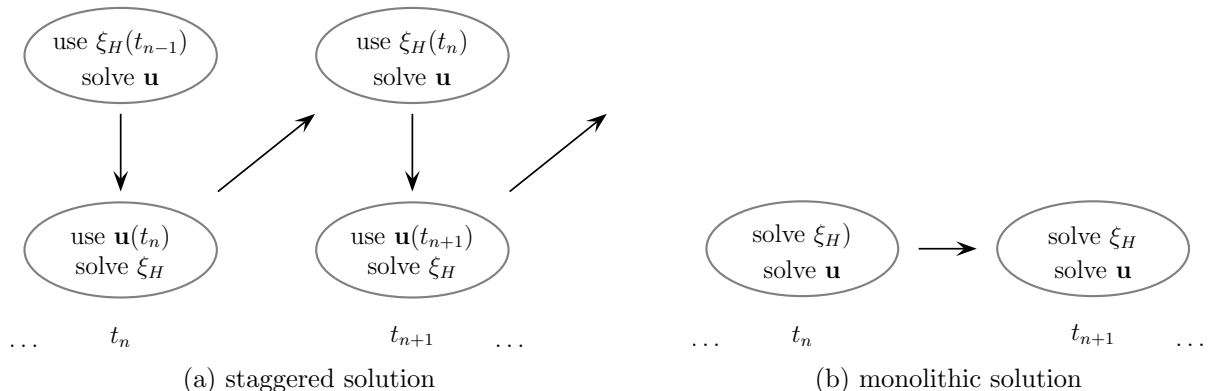 use ξ_H(t_{n−1})
solve **u**
use ξ_H(t_n)
solve **u**
use **u**(t_n)
solve ξ_H
use **u**(t_{n+1})
solve ξ_H
... t_n t_{n+1} ...
(a) staggered solution
solve ξ_H)
solve **u**
solve ξ_H
solve **u**
... t_n t_{n+1} ...
(b) monolithic solution